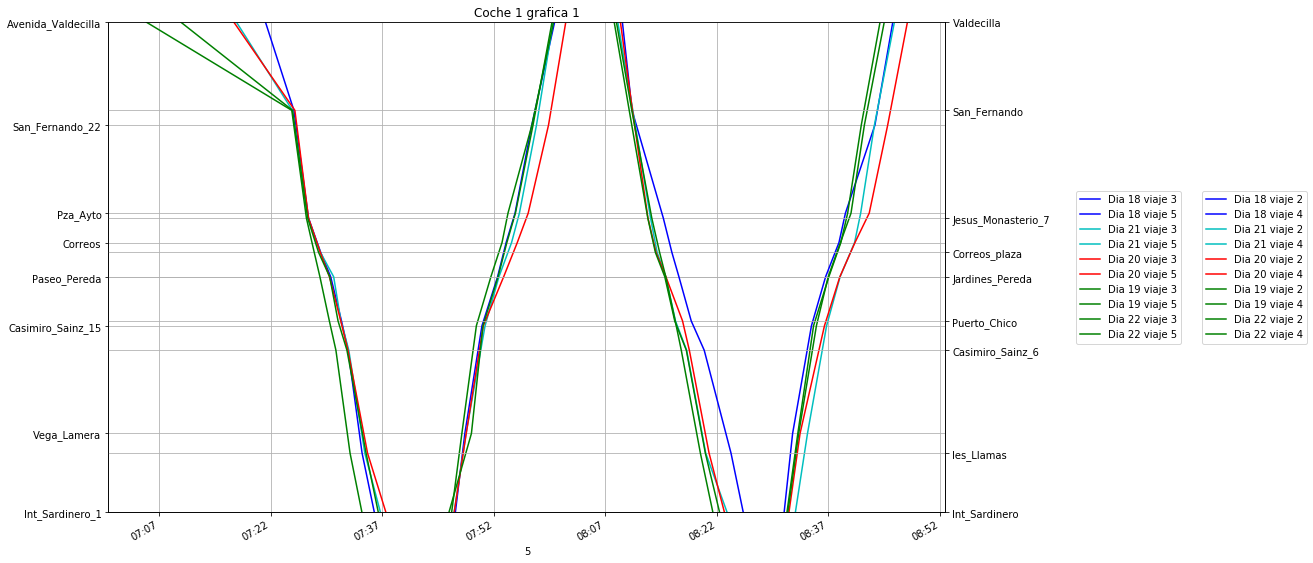 Coche 1 grafica 1
Avenida_Valdecilla
San_Fernando_22
Pza_Ayto
Correos
Paseo_Pereda
Casimiro_Sainz_15
Vega_Lamera
Int_Sardinero_1
Valdecilla
San_Fernando
Jesus_Monasterio_7
Correos_plaza
Jardines_Pereda
Puerto_Chico
Casimiro_Sainz_6
Ies_Llamas
Int_Sardinero
07:07
07:22
07:37
07:52
08:07
08:22
08:37
08:52
5
Dia 18 viaje 3
Dia 18 viaje 5
Dia 21 viaje 3
Dia 21 viaje 5
Dia 20 viaje 3
Dia 20 viaje 5
Dia 19 viaje 3
Dia 19 viaje 5
Dia 22 viaje 3
Dia 22 viaje 5
Dia 18 viaje 2
Dia 18 viaje 4
Dia 21 viaje 2
Dia 21 viaje 4
Dia 20 viaje 2
Dia 20 viaje 4
Dia 19 viaje 2
Dia 19 viaje 4
Dia 22 viaje 2
Dia 22 viaje 4